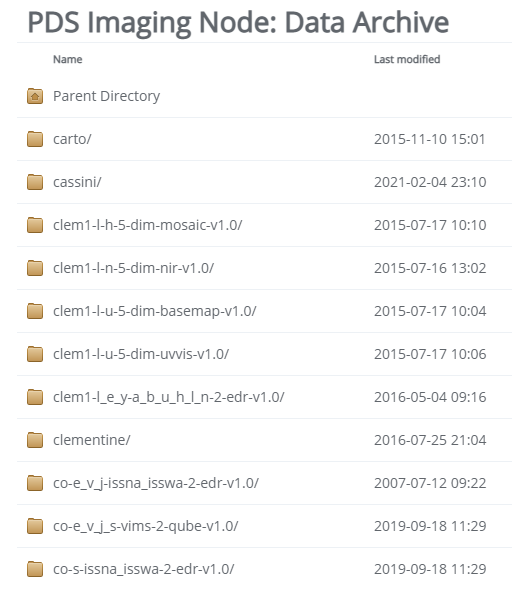 PDS Imaging Node: Data Archive
Name Last modified
Parent Directory
carto/ 2015-11-10 15:01
cassini/ 2021-02-04 23:10
clem1-l-h-5-dim-mosaic-v1.0/ 2015-07-17 10:10
clem1-l-n-5-dim-nir-v1.0/ 2015-07-16 13:02
clem1-l-u-5-dim-basemap-v1.0/ 2015-07-17 10:04
clem1-l-u-5-dim-uvvis-v1.0/ 2015-07-17 10:06
clem1-l_e_y-a_b_u_h_l_n-2-edr-v1.0/ 2016-05-04 09:16
clementine/ 2016-07-25 21:04
co-e_v_j-issna_isswa-2-edr-v1.0/ 2007-07-12 09:22
co-e_v_j_s-vims-2-qube-v1.0/ 2019-09-18 11:29
co-s-issna_isswa-2-edr-v1.0/ 2019-09-18 11:29